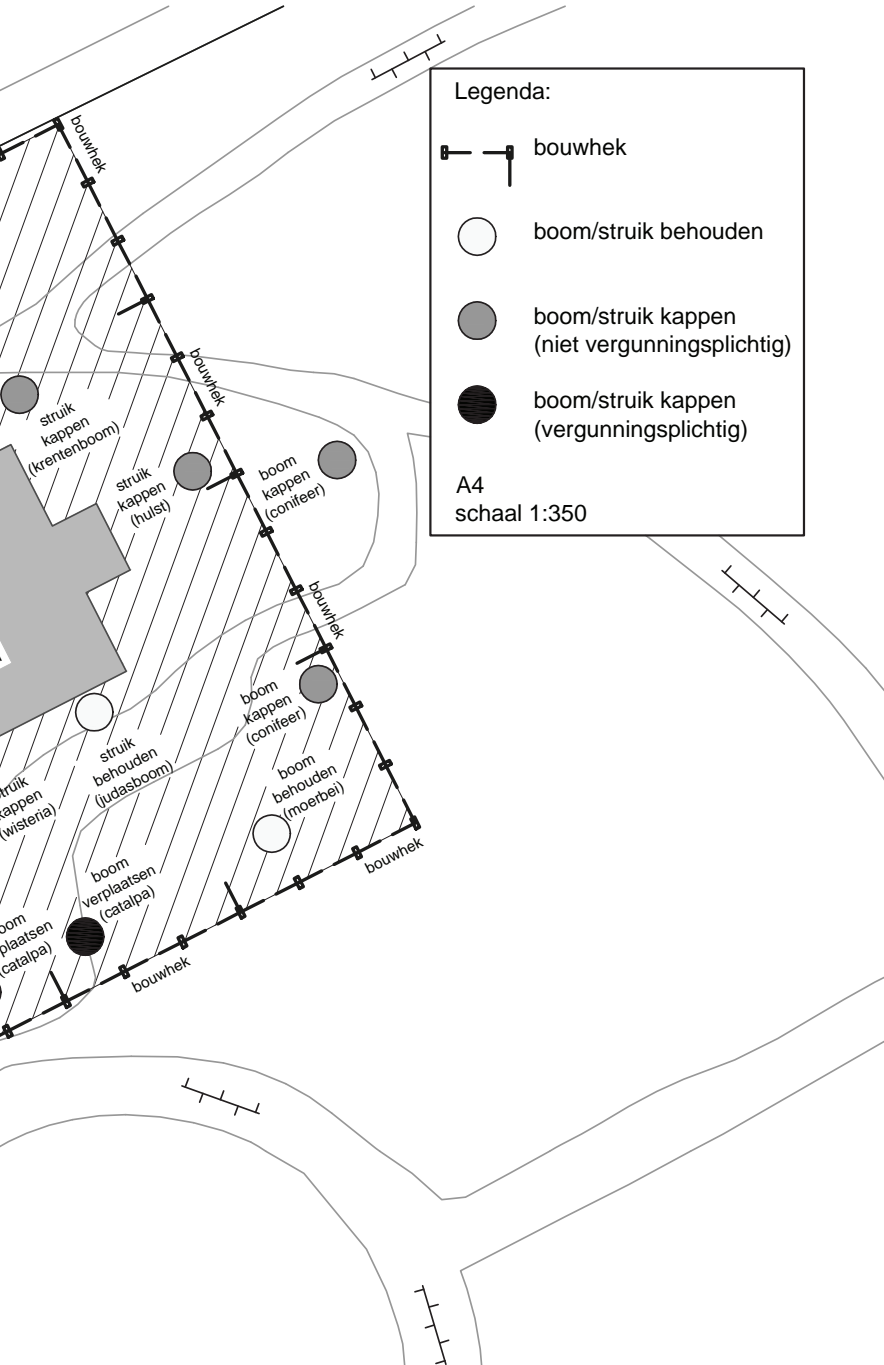 Legenda:
bouwhek
boom/struik behouden
boom/struik kappen
(niet vergunningsplichtig)
boom/struik kappen
(vergunningsplichtig)
A4
schaal 1:350
bouwhek
bouwhek
struik
kappen
(krentenboom)
struik
kappen
(hulst)
boom
kappen
(conifeer)
bouwhek
boom
kappen
(conifeer)
struik
behouden
(judasboom)
boom
behouden
(moerbei)
truik
kappen
(wisteria)
bouwhek
boom
verplaatsen
(catalpa)
oom
plaatsen
(catalpa)
bouwhek